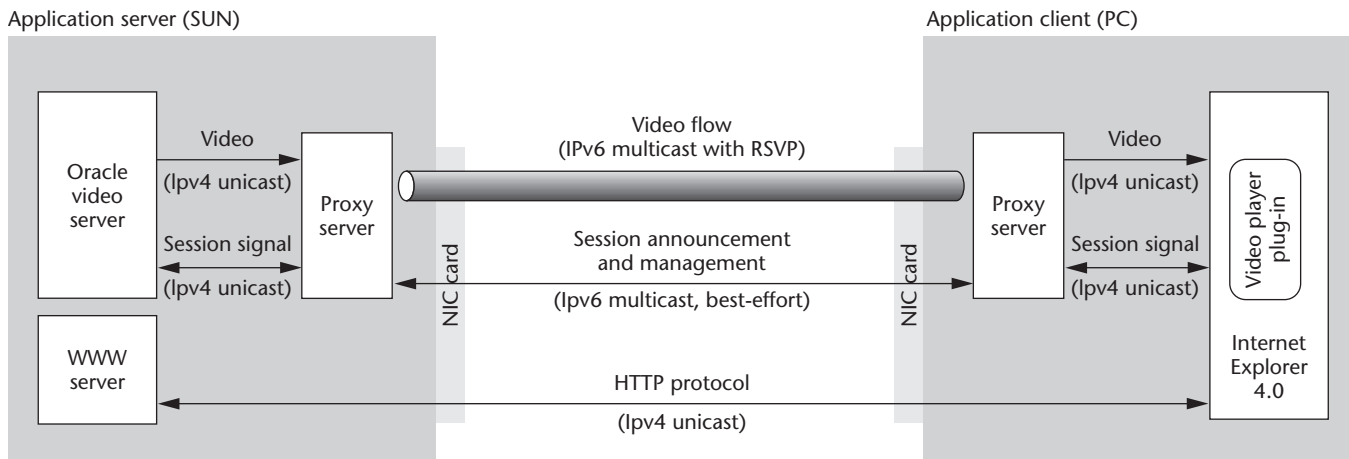 Application server (SUN)
Application client (PC)
Oracle
video
server
Video
(Ipv4 unicast)
Session signal
(Ipv4 unicast)
Proxy
server
WWW
server
NIC card
Video flow
(IPv6 multicast with RSVP)
Session announcement
and management
(Ipv6 multicast, best-effort)
HTTP protocol
(Ipv4 unicast)
NIC card
Proxy
server
Video
(Ipv4 unicast)
Session signal
(Ipv4 unicast)
Video player
plug-in
Internet
Explorer
4.0